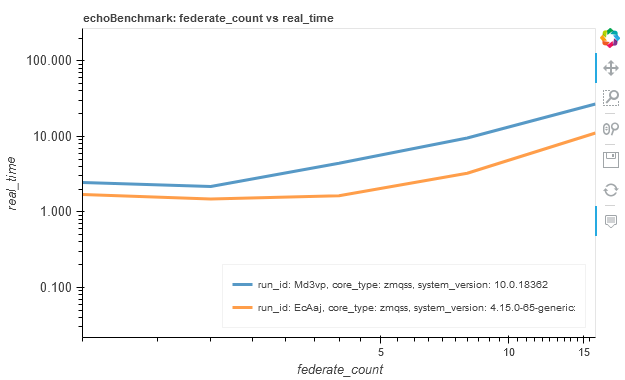 echoBenchmark: federate_count vs real_time
100.000
10.000
1.000
0.100
real_time
run_id: Md3vp, core_type: zmqss, system_version: 10.0.18362
run_id: EcAaj, core_type: zmqss, system_version: 4.15.0-65-generic:
5
10
15
federate_count